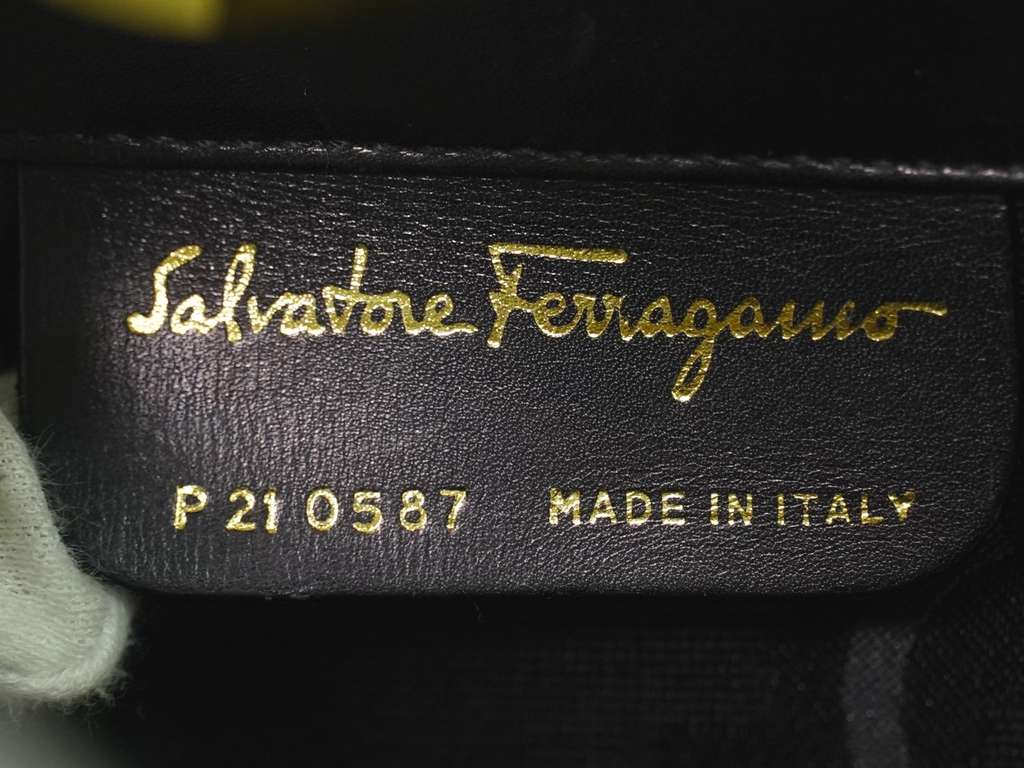 Salvatore Ferragamo
P 21 0587 MADE IN ITALY